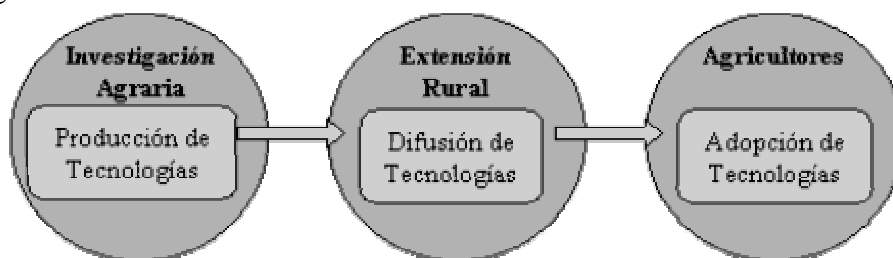 Investigación
Agraria
Producción de
Tecnologías
Extensión
Rural
Difusión de
Tecnologías
Agricultores
Adopción de
Tecnologías